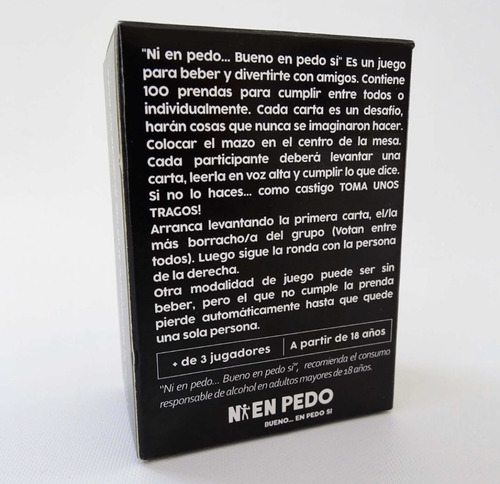 "Ni en pedo... Bueno en pedo sí" Es un juego
para beber y divertirte con amigos. Contiene
100 prendas para cumplir entre todos o
individualmente. Cada carta es un desafío,
harán cosas que nunca se imaginaron hacer.
Colocar el mazo en el centro de la mesa.
Cada participante deberá levantar una
carta, leerla en voz alta y cumplir lo que dice.
Si no lo haces... como castigo TOMA UNOS
TRAGOS!
Arranca levantando la primera carta, el/la
más borracho/a del grupo (Votan entre
todos). Luego sigue la ronda con la persona
de la derecha.
Otra modalidad de juego puede ser sin
beber, pero el que no cumple la prenda
pierde automáticamente hasta que quede
una sola persona.
+ de 3 jugadores | A partir de 18 años
"Ni en pedo... Bueno en pedo sí", recomienda el consumo
responsable de alcohol en adultos mayores de 18 años.
NI EN PEDO
BUENO... EN PEDO SI